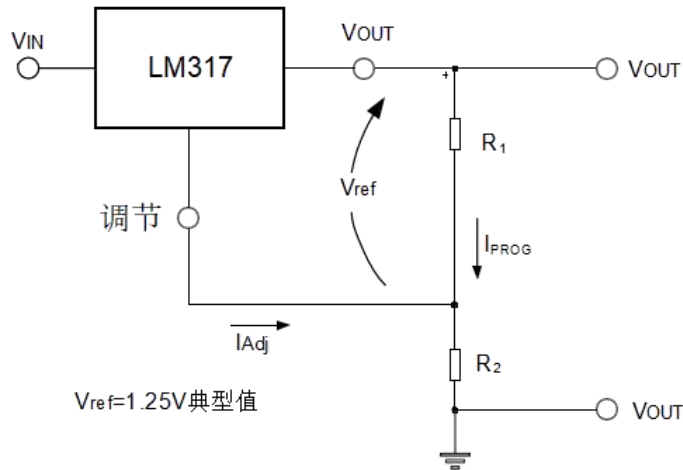 VIN
LM317
VOUT
VOUT
+
R1
Vref
调节
IPROG
IAdj
R2
Vref=1.25V典型值
VOUT